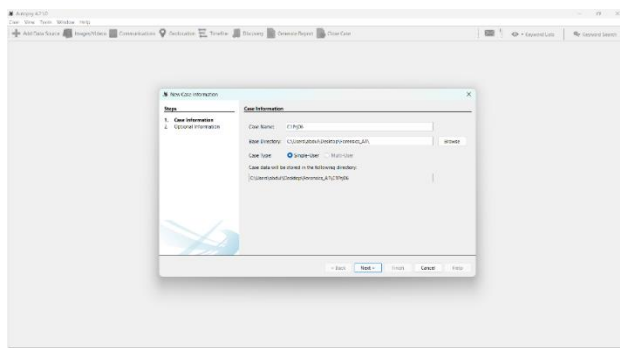 Autopsy 4.21.0
Case View Tools Window Help
Add Data Source Images/Videos Communications Geolocation Timeline Discovery Generate Report Close Case
Keyword Lists Keyword Search
New Case Information
Steps
Case Information
1. Case Information
2. Optional Information
Case Name:
Base Directory:
Browse
Case Type: Single-User Multi-User
Case data will be stored in the following directory:
< Back Next > Finish Cancel Help